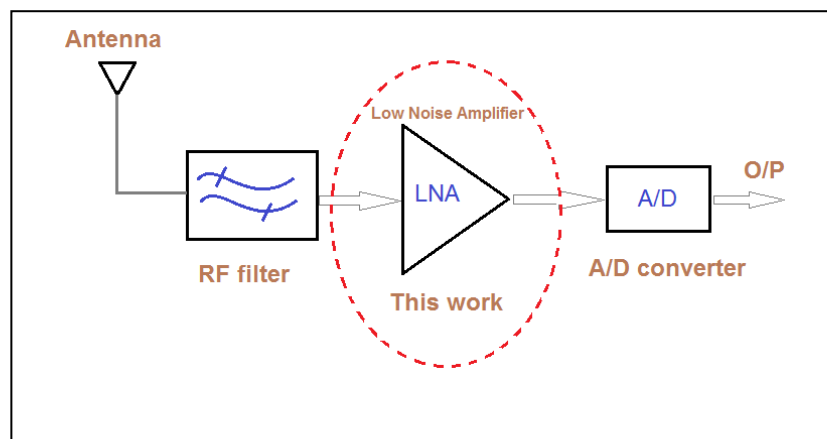 Antenna
Low Noise Amplifier
LNA
A/D
O/P
RF filter
This work
A/D converter